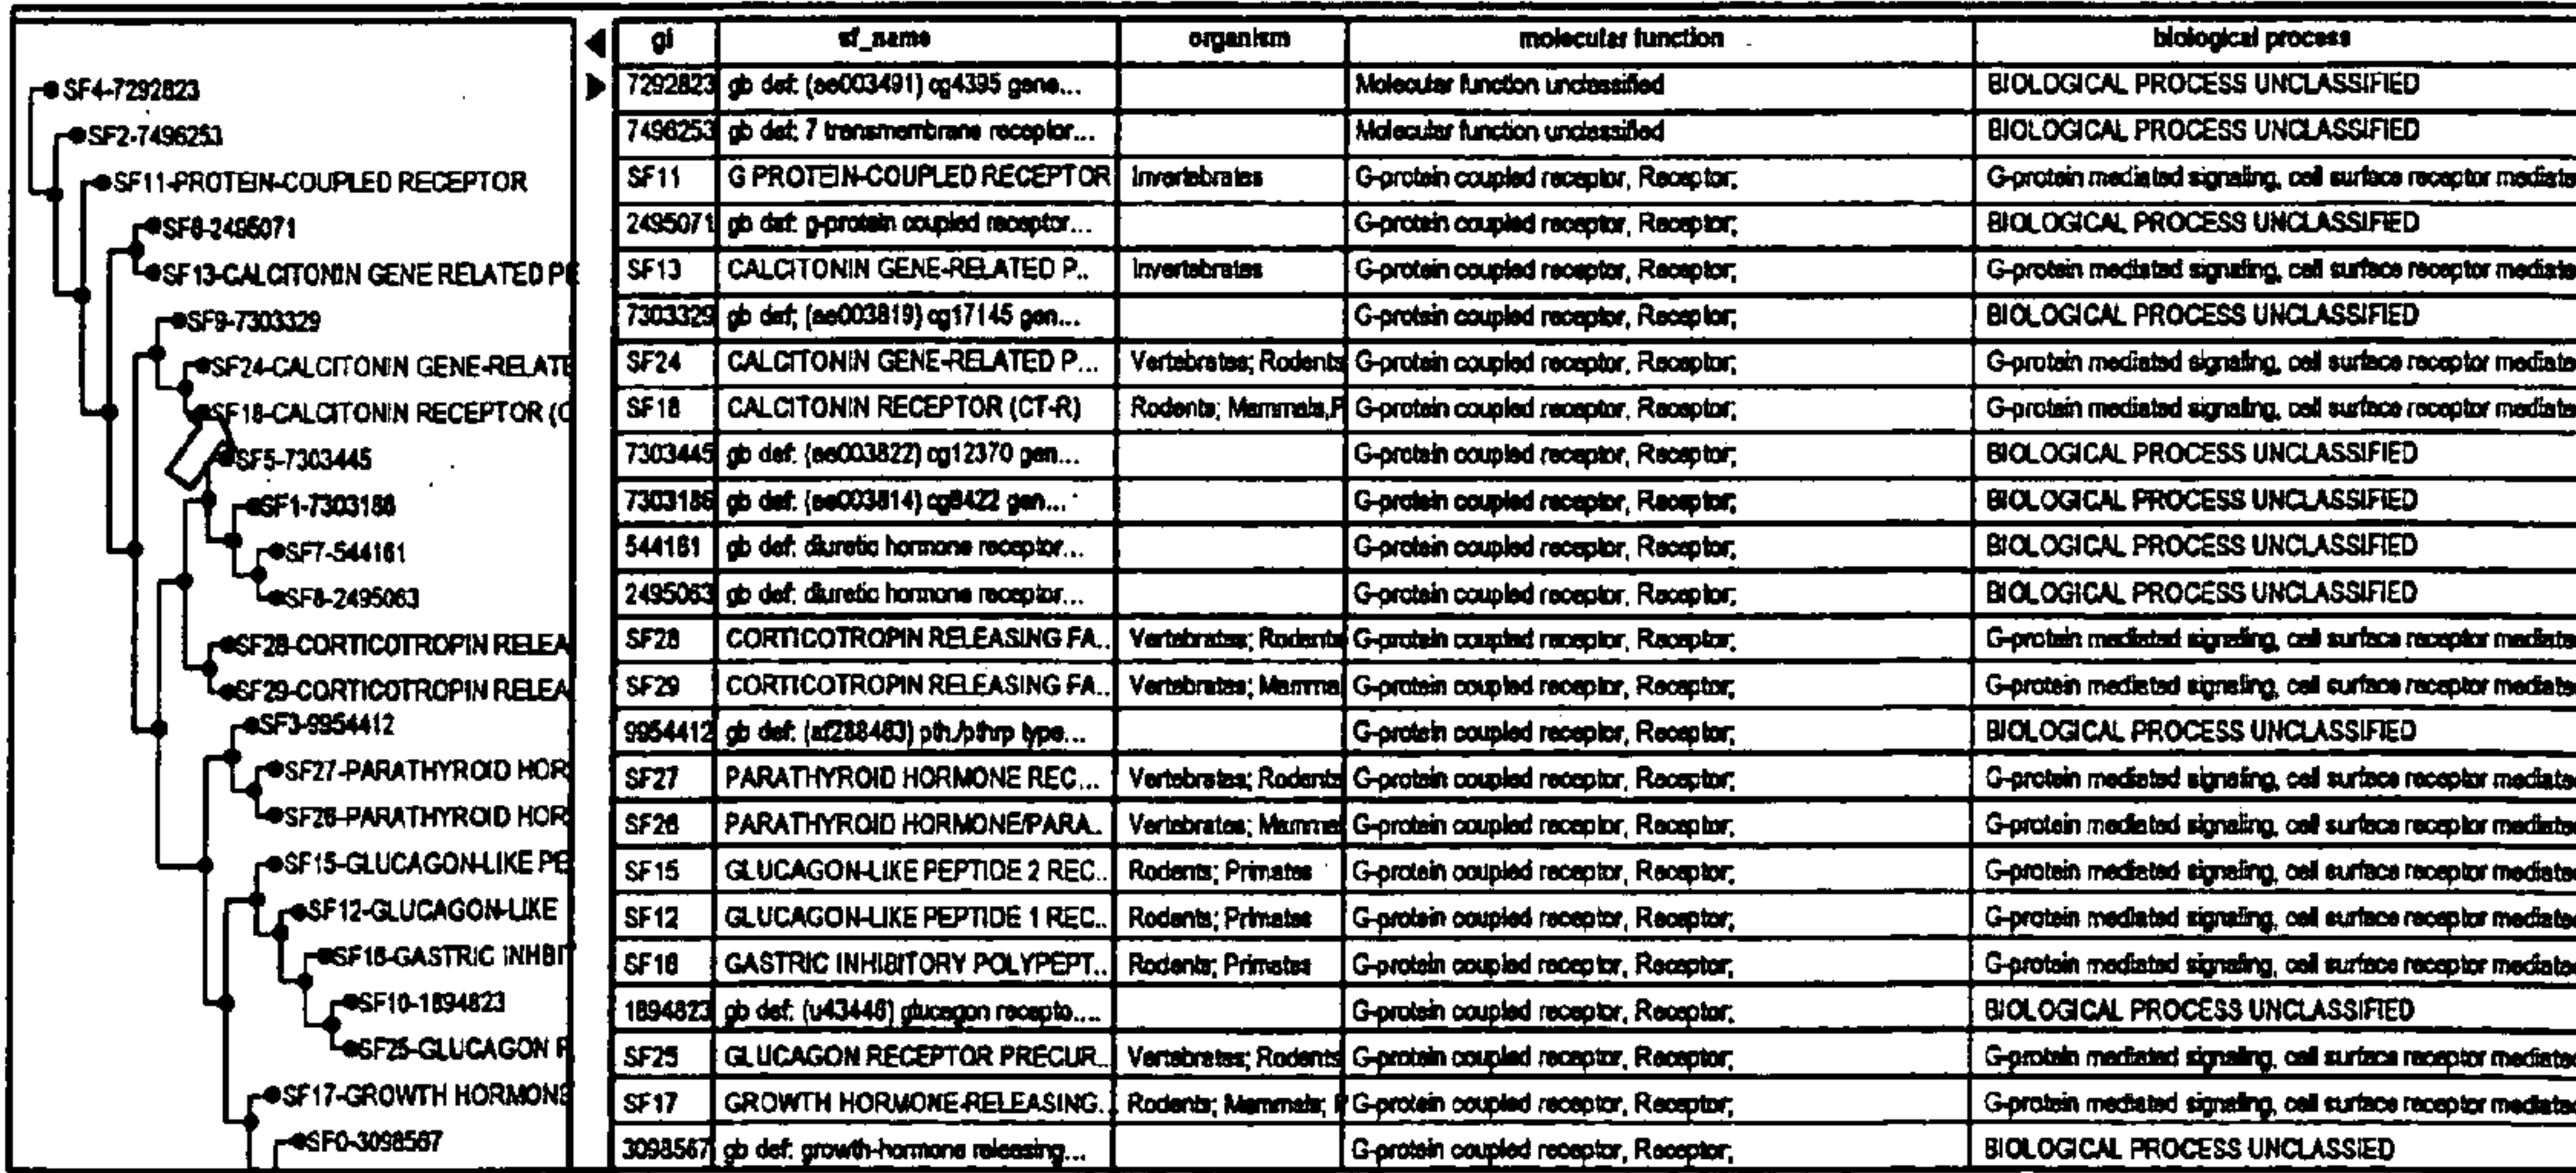 gi sf_name organism molecular function biological process
SF4-7292823 7292823 gb def: (ae003491) cg4395 gene... Molecular function unclassified BIOLOGICAL PROCESS UNCLASSIFIED
SF2-7496253 7496253 gb def: 7 transmembrane receptor... Molecular function unclassified BIOLOGICAL PROCESS UNCLASSIFIED
SF11-PROTEIN-COUPLED RECEPTOR SF11 G PROTEIN-COUPLED RECEPTOR Invertebrates G-protein coupled receptor, Receptor; G-protein mediated signaling, cell surface receptor mediate
SF6-2495071 2495071 gb def: g-protein coupled receptor... G-protein coupled receptor, Receptor; BIOLOGICAL PROCESS UNCLASSIFIED
SF13-CALCITONIN GENE RELATED PE SF13 CALCITONIN GENE-RELATED P.. Invertebrates G-protein coupled receptor, Receptor; G-protein mediated signaling, cell surface receptor mediate
SF9-7303329 7303329 gb def; (ae003819) cg17145 gen... G-protein coupled receptor, Receptor; BIOLOGICAL PROCESS UNCLASSIFIED
SF24-CALCITONIN GENE-RELATE SF24 CALCITONIN GENE-RELATED P... Vertebrates; Rodents G-protein coupled receptor, Receptor; G-protein mediated signaling, cell surface receptor mediate
SF18-CALCITONIN RECEPTOR (C SF18 CALCITONIN RECEPTOR (CT-R) Rodents; Mammals,P G-protein coupled receptor, Receptor; G-protein mediated signaling, cell surface receptor mediate
SF5-7303445 7303445 gb def: (ae003822) cg12370 gen... G-protein coupled receptor, Receptor; BIOLOGICAL PROCESS UNCLASSIFIED
SF1-7303186 7303186 gb def: (ae003814) cg8422 gen... G-protein coupled receptor, Receptor; BIOLOGICAL PROCESS UNCLASSIFIED
SF7-544161 544161 gb def: diuretic hormone receptor... G-protein coupled receptor, Receptor; BIOLOGICAL PROCESS UNCLASSIFIED
SF8-2495063 2495063 gb def: diuretic hormone receptor... G-protein coupled receptor, Receptor; BIOLOGICAL PROCESS UNCLASSIFIED
SF28-CORTICOTROPIN RELEA SF28 CORTICOTROPIN RELEASING FA.. Vertebrates; Rodents G-protein coupled receptor, Receptor; G-protein mediated signaling, cell surface receptor mediate
SF29-CORTICOTROPIN RELEA SF29 CORTICOTROPIN RELEASING FA.. Vertebrates; Mammal G-protein coupled receptor, Receptor; G-protein mediated signaling, cell surface receptor mediate
SF3-9954412 9954412 gb def: (af288483) pth/pthrp type... G-protein coupled receptor, Receptor; BIOLOGICAL PROCESS UNCLASSIFIED
SF27-PARATHYROID HOR SF27 PARATHYROID HORMONE REC... Vertebrates; Rodents G-protein coupled receptor, Receptor; G-protein mediated signaling, cell surface receptor mediate
SF26-PARATHYROID HOR SF26 PARATHYROID HORMONE/PARA.. Vertebrates; Mammal G-protein coupled receptor, Receptor; G-protein mediated signaling, cell surface receptor mediate
SF15-GLUCAGON-LIKE PE SF15 GLUCAGON-LIKE PEPTIDE 2 REC.. Rodents; Primates G-protein coupled receptor, Receptor; G-protein mediated signaling, cell surface receptor mediate
SF12-GLUCAGON-LIKE SF12 GLUCAGON-LIKE PEPTIDE 1 REC.. Rodents; Primates G-protein coupled receptor, Receptor; G-protein mediated signaling, cell surface receptor mediate
SF16-GASTRIC INHBIT SF16 GASTRIC INHIBITORY POLYPEPT.. Rodents; Primates G-protein coupled receptor, Receptor; G-protein mediated signaling, cell surface receptor mediate
SF10-1894823 1894823 gb def: (u43446) glucagon recepto.... G-protein coupled receptor, Receptor; BIOLOGICAL PROCESS UNCLASSIFIED
SF25-GLUCAGON R SF25 GLUCAGON RECEPTOR PRECUR.. Vertebrates; Rodents G-protein coupled receptor, Receptor; G-protein mediated signaling, cell surface receptor mediated
SF17-GROWTH HORMONE SF17 GROWTH HORMONE-RELEASING.. Rodents; Mammals; P G-protein coupled receptor, Receptor; G-protein mediated signaling, cell surface receptor mediated
SF0-3098567 3098567 gb def: growth-hormone releasing... G-protein coupled receptor, Receptor; BIOLOGICAL PROCESS UNCLASSIED